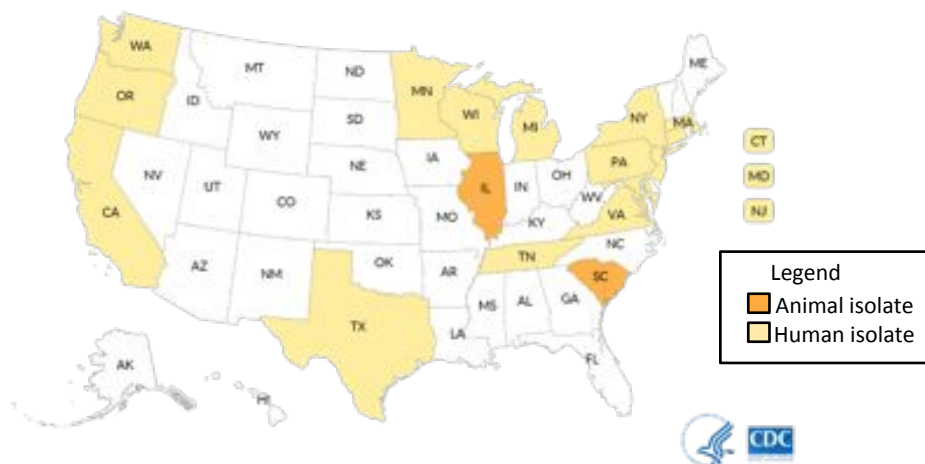 WA
MT
ND
MN
ME
OR
ID
SD
WI
MI
NY
MA
WY
CT
IA
PA
NE
MD
NV
UT
IL
IN
OH
NJ
CA
CO
KS
MO
WV
VA
KY
AZ
NM
OK
AR
TN
NC
SC
MS
AL
GA
TX
LA
FL
AK
HI
Legend
Animal isolate
Human isolate
CDC